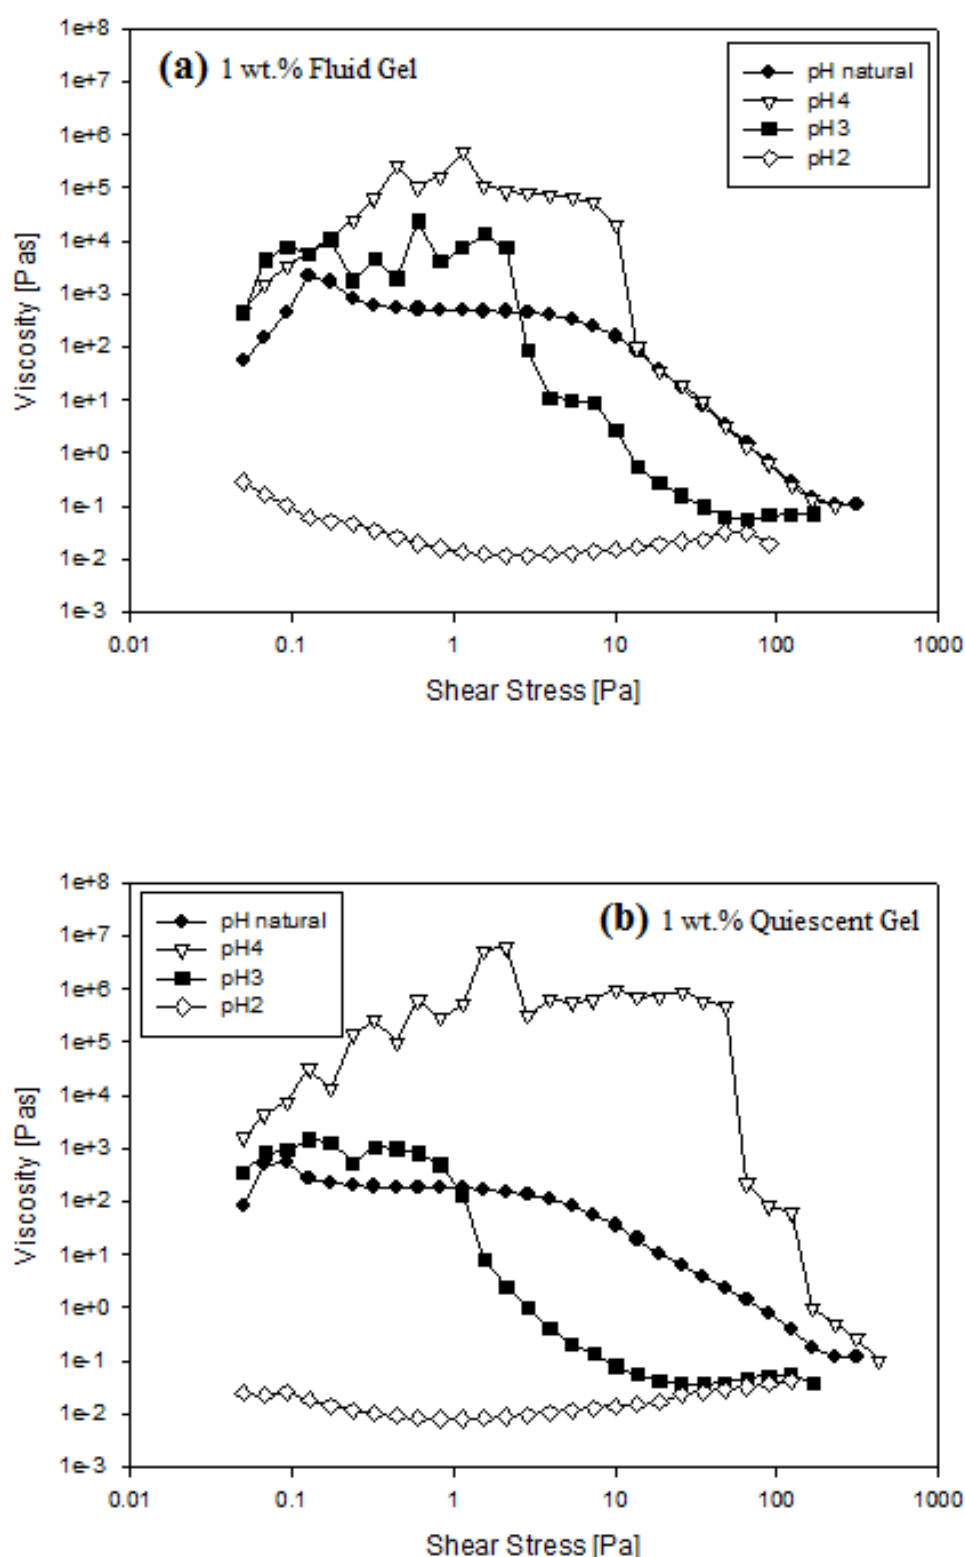 (a) 1 wt.% Fluid Gel
pH natural
pH4
pH3
pH2
1e+8
1e+7
1e+6
1e+5
1e+4
1e+3
1e+2
1e+1
1e+0
1e-1
1e-2
1e-3
Viscosity [Pas]
0.01 0.1 1 10 100 1000
Shear Stress [Pa]
(b) 1 wt.% Quiescent Gel
pH natural
pH4
pH3
pH2
1e+8
1e+7
1e+6
1e+5
1e+4
1e+3
1e+2
1e+1
1e+0
1e-1
1e-2
1e-3
Viscosity [Pas]
0.01 0.1 1 10 100 1000
Shear Stress [Pa]